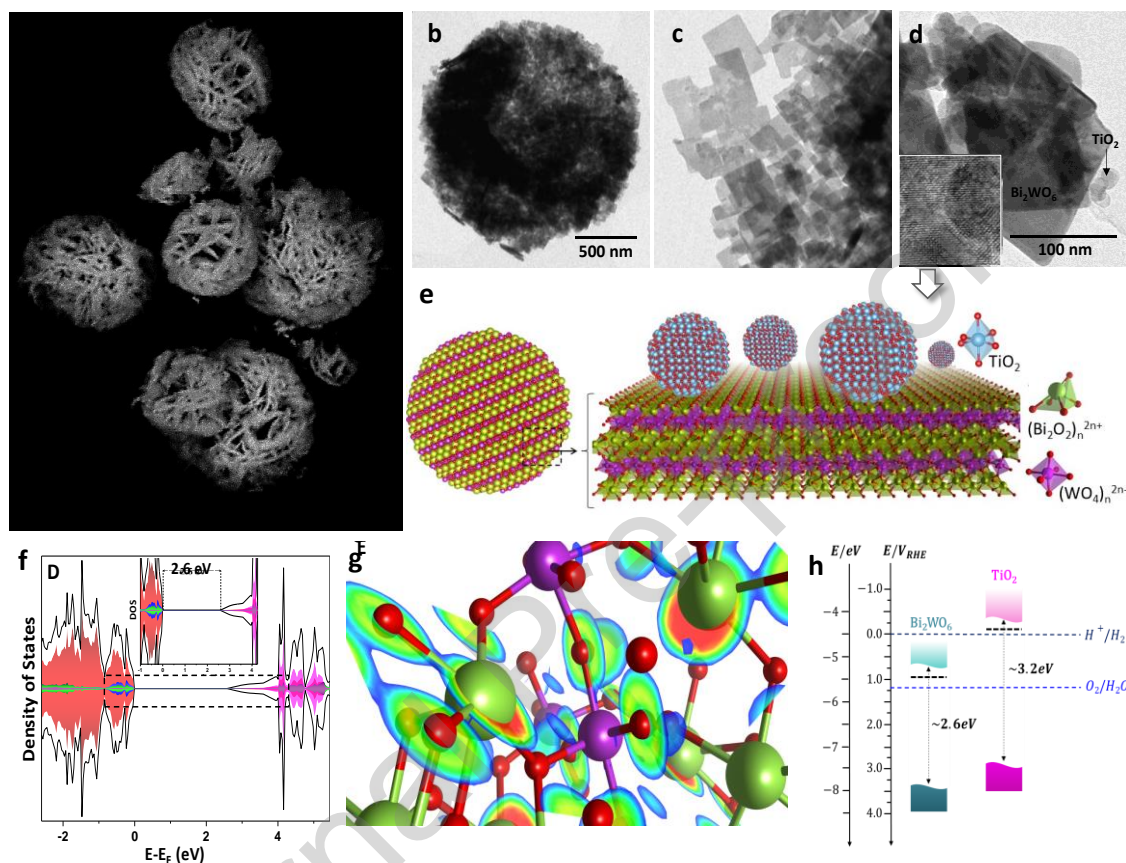 b
500 nm
c
d
TiO2
Bi2WO6
100 nm
e
TiO2
(Bi2O2)n2n+
(WO4)n2n-
f
D
2.6 eV
DOS
4
Density of States
-2
0
2
4
E-EF (eV)
g
E
h
E/eV
E/VRHE
-4
-5
-6
-7
-8
-1.0
0.0
1.0
2.0
3.0
4.0
Bi2WO6
TiO2
H+/H2
O2/H2O
~3.2eV
~2.6eV